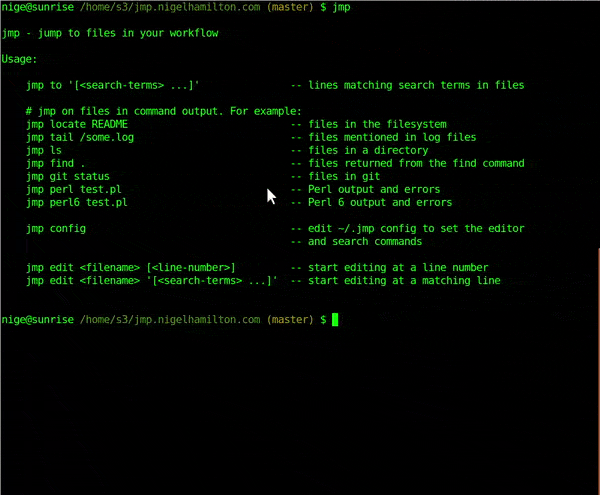 nige@sunrise /home/s3/jmp.nigelhamilton.com (master) $ jmp
jmp - jump to files in your workflow
Usage:
jmp to '[<search-terms> ...]' -- lines matching search terms in files
# jmp on files in command output. For example:
jmp locate README -- files in the filesystem
jmp tail /some.log -- files mentioned in log files
jmp ls -- files in a directory
jmp find . -- files returned from the find command
jmp git status -- files in git
jmp perl test.pl -- Perl output and errors
jmp perl6 test.pl -- Perl 6 output and errors
jmp config -- edit ~/.jmp config to set the editor
-- and search commands
jmp edit <filename> [<line-number>] -- start editing at a line number
jmp edit <filename> '[<search-terms> ...]' -- start editing at a matching line
nige@sunrise /home/s3/jmp.nigelhamilton.com (master) $